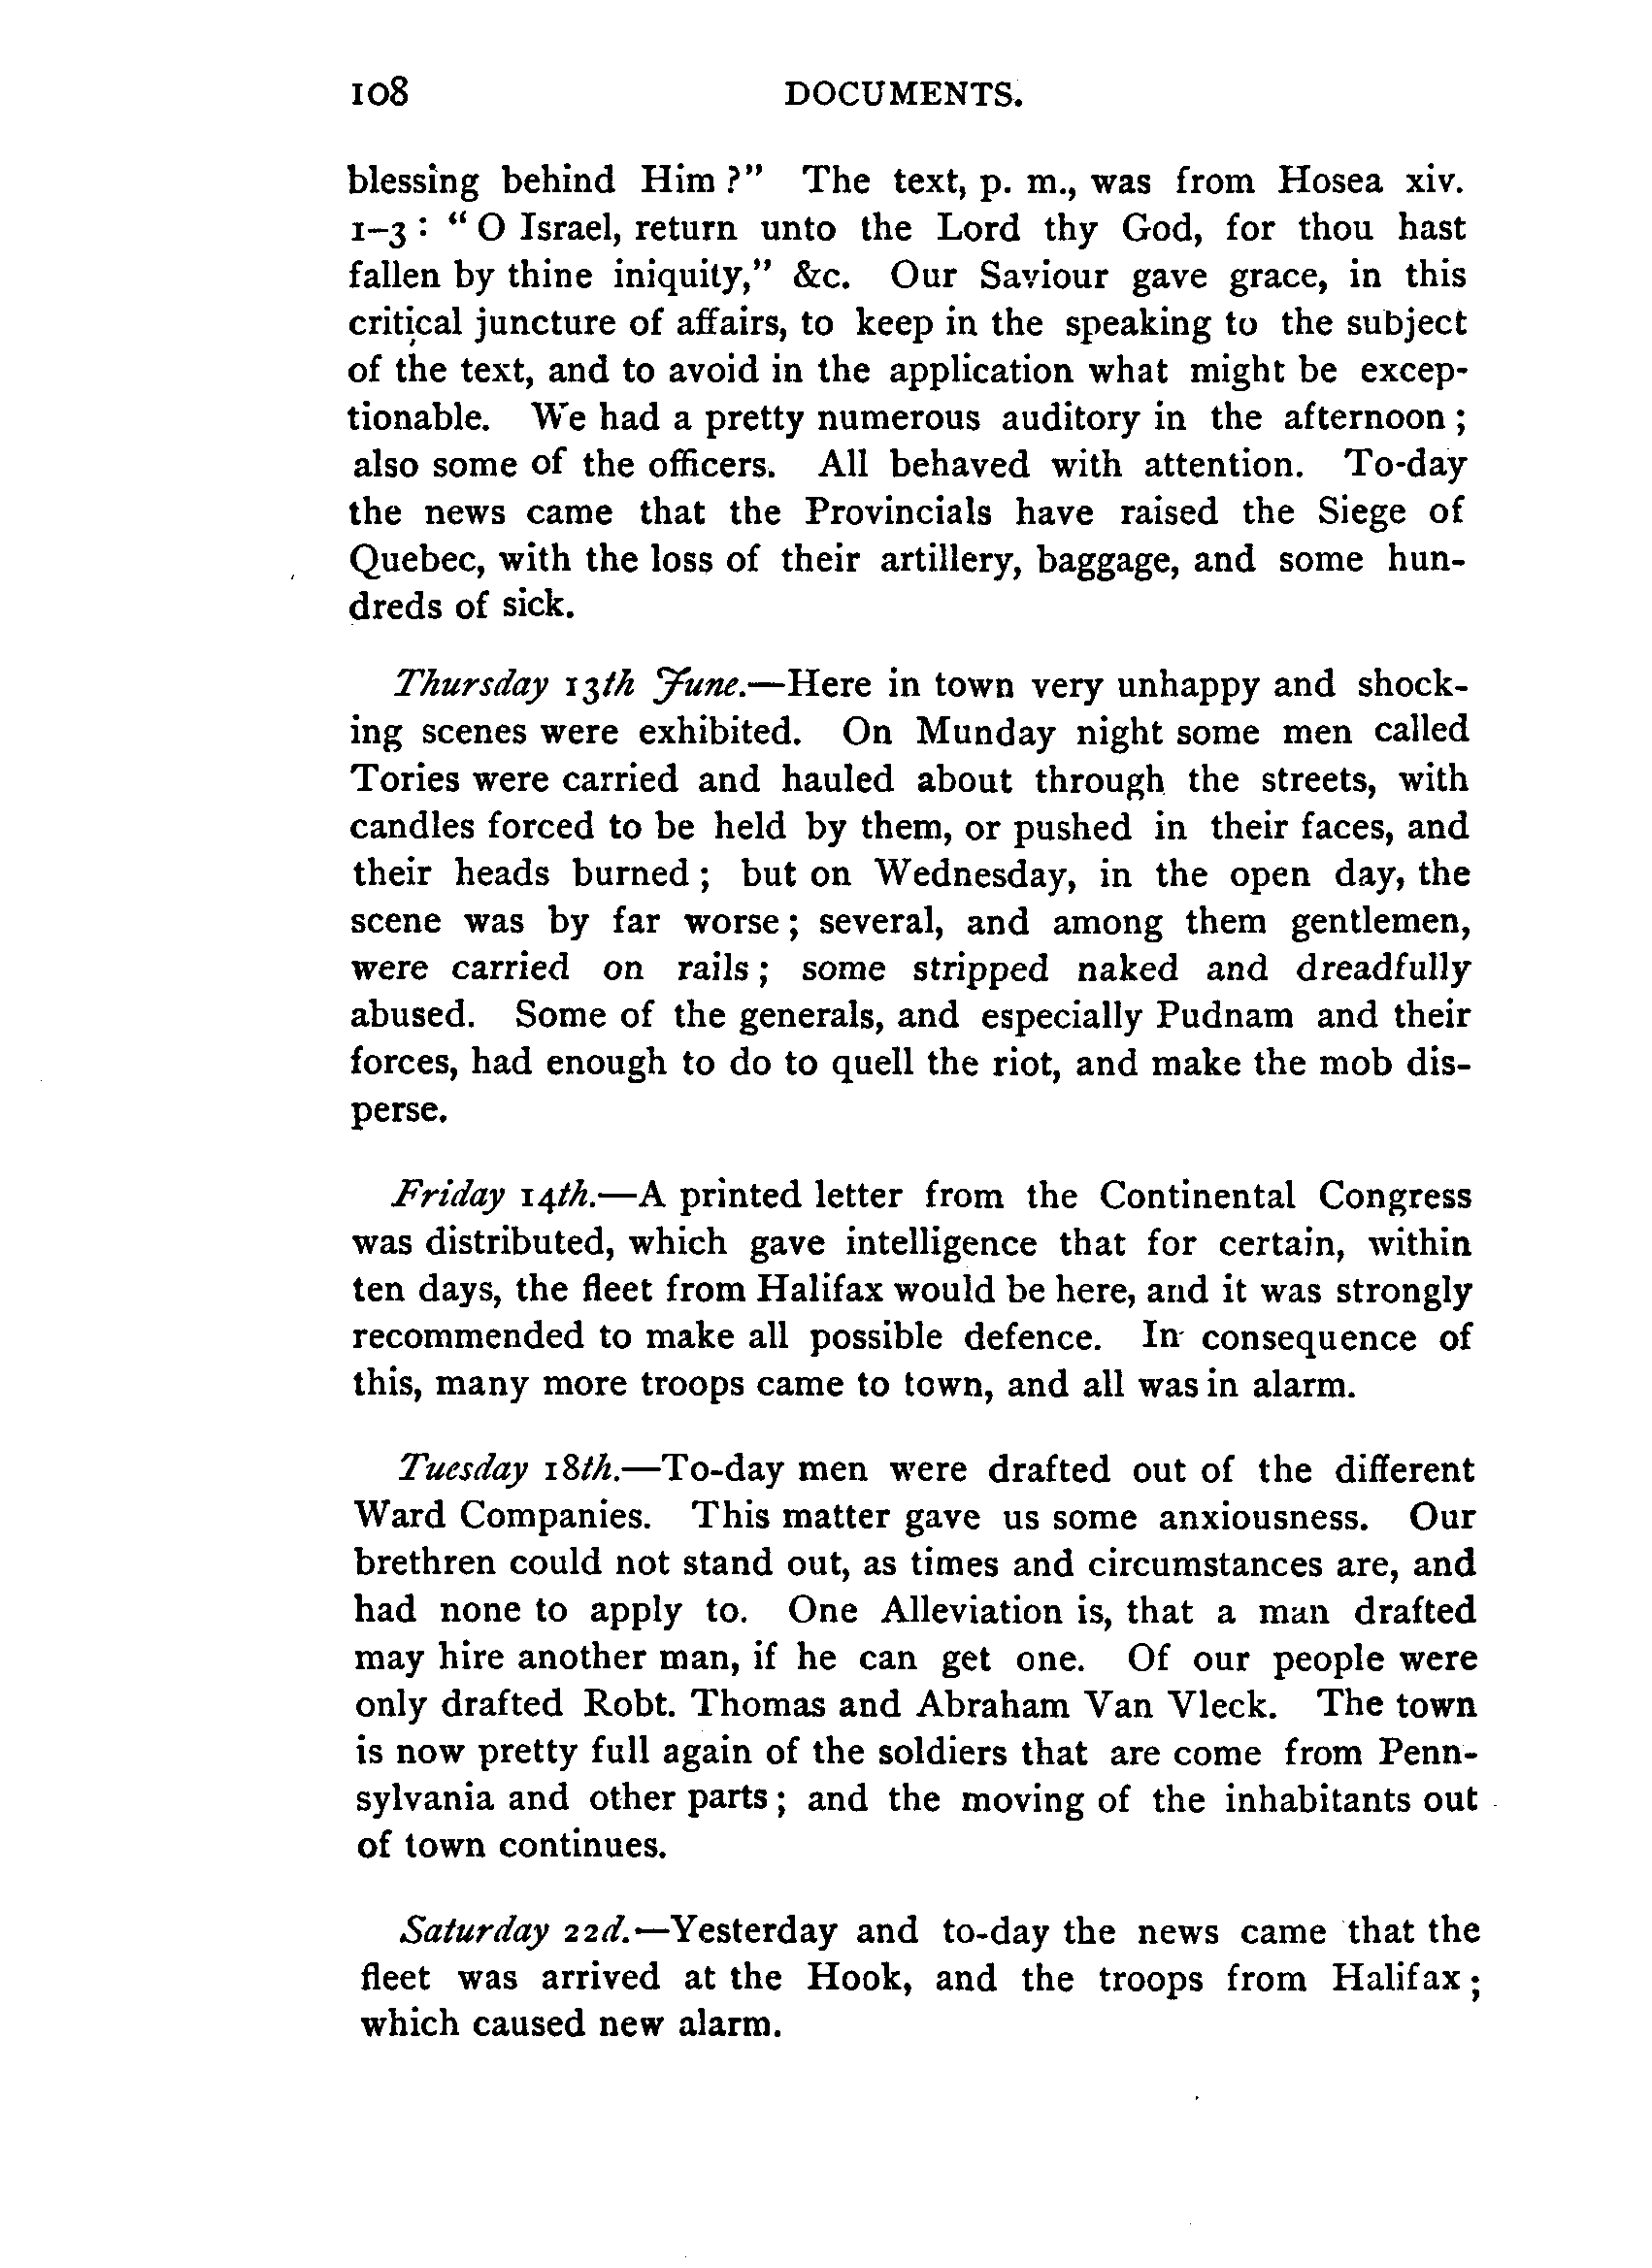 108 DOCUMENTS.
blessing behind Him?" The text, p. m., was from Hosea xiv.
1–3: "O Israel, return unto the Lord thy God, for thou hast
fallen by thine iniquity," &c. Our Saviour gave grace, in this
critical juncture of affairs, to keep in the speaking to the subject
of the text, and to avoid in the application what might be excep-
tionable. We had a pretty numerous auditory in the afternoon;
also some of the officers. All behaved with attention. To-day
the news came that the Provincials have raised the Siege of
Quebec, with the loss of their artillery, baggage, and some hun-
dreds of sick.
Thursday 13th June.—Here in town very unhappy and shock-
ing scenes were exhibited. On Munday night some men called
Tories were carried and hauled about through the streets, with
candles forced to be held by them, or pushed in their faces, and
their heads burned; but on Wednesday, in the open day, the
scene was by far worse; several, and among them gentlemen,
were carried on rails; some stripped naked and dreadfully
abused. Some of the generals, and especially Pudnam and their
forces, had enough to do to quell the riot, and make the mob dis-
perse.
Friday 14th.—A printed letter from the Continental Congress
was distributed, which gave intelligence that for certain, within
ten days, the fleet from Halifax would be here, and it was strongly
recommended to make all possible defence. In consequence of
this, many more troops came to town, and all was in alarm.
Tuesday 18th.—To-day men were drafted out of the different
Ward Companies. This matter gave us some anxiousness. Our
brethren could not stand out, as times and circumstances are, and
had none to apply to. One Alleviation is, that a man drafted
may hire another man, if he can get one. Of our people were
only drafted Robt. Thomas and Abraham Van Vleck. The town
is now pretty full again of the soldiers that are come from Penn-
sylvania and other parts; and the moving of the inhabitants out
of town continues.
Saturday 22d.—Yesterday and to-day the news came that the
fleet was arrived at the Hook, and the troops from Halifax;
which caused new alarm.